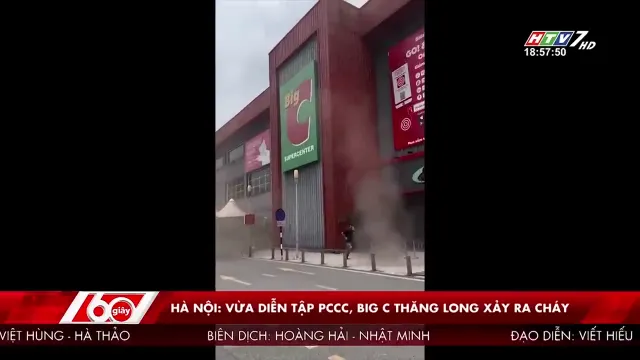 HTV7 HD
18:57:50
GO! &
Big
C
SUPERCENTER
60 giây
HÀ NỘI: VỪA DIỄN TẬP PCCC, BIG C THĂNG LONG XẢY RA CHÁY
VIỆT HÙNG - HÀ THẢO BIÊN DỊCH: HOÀNG HẢI - NHẬT MINH ĐẠO DIỄN: VIẾT HIẾU